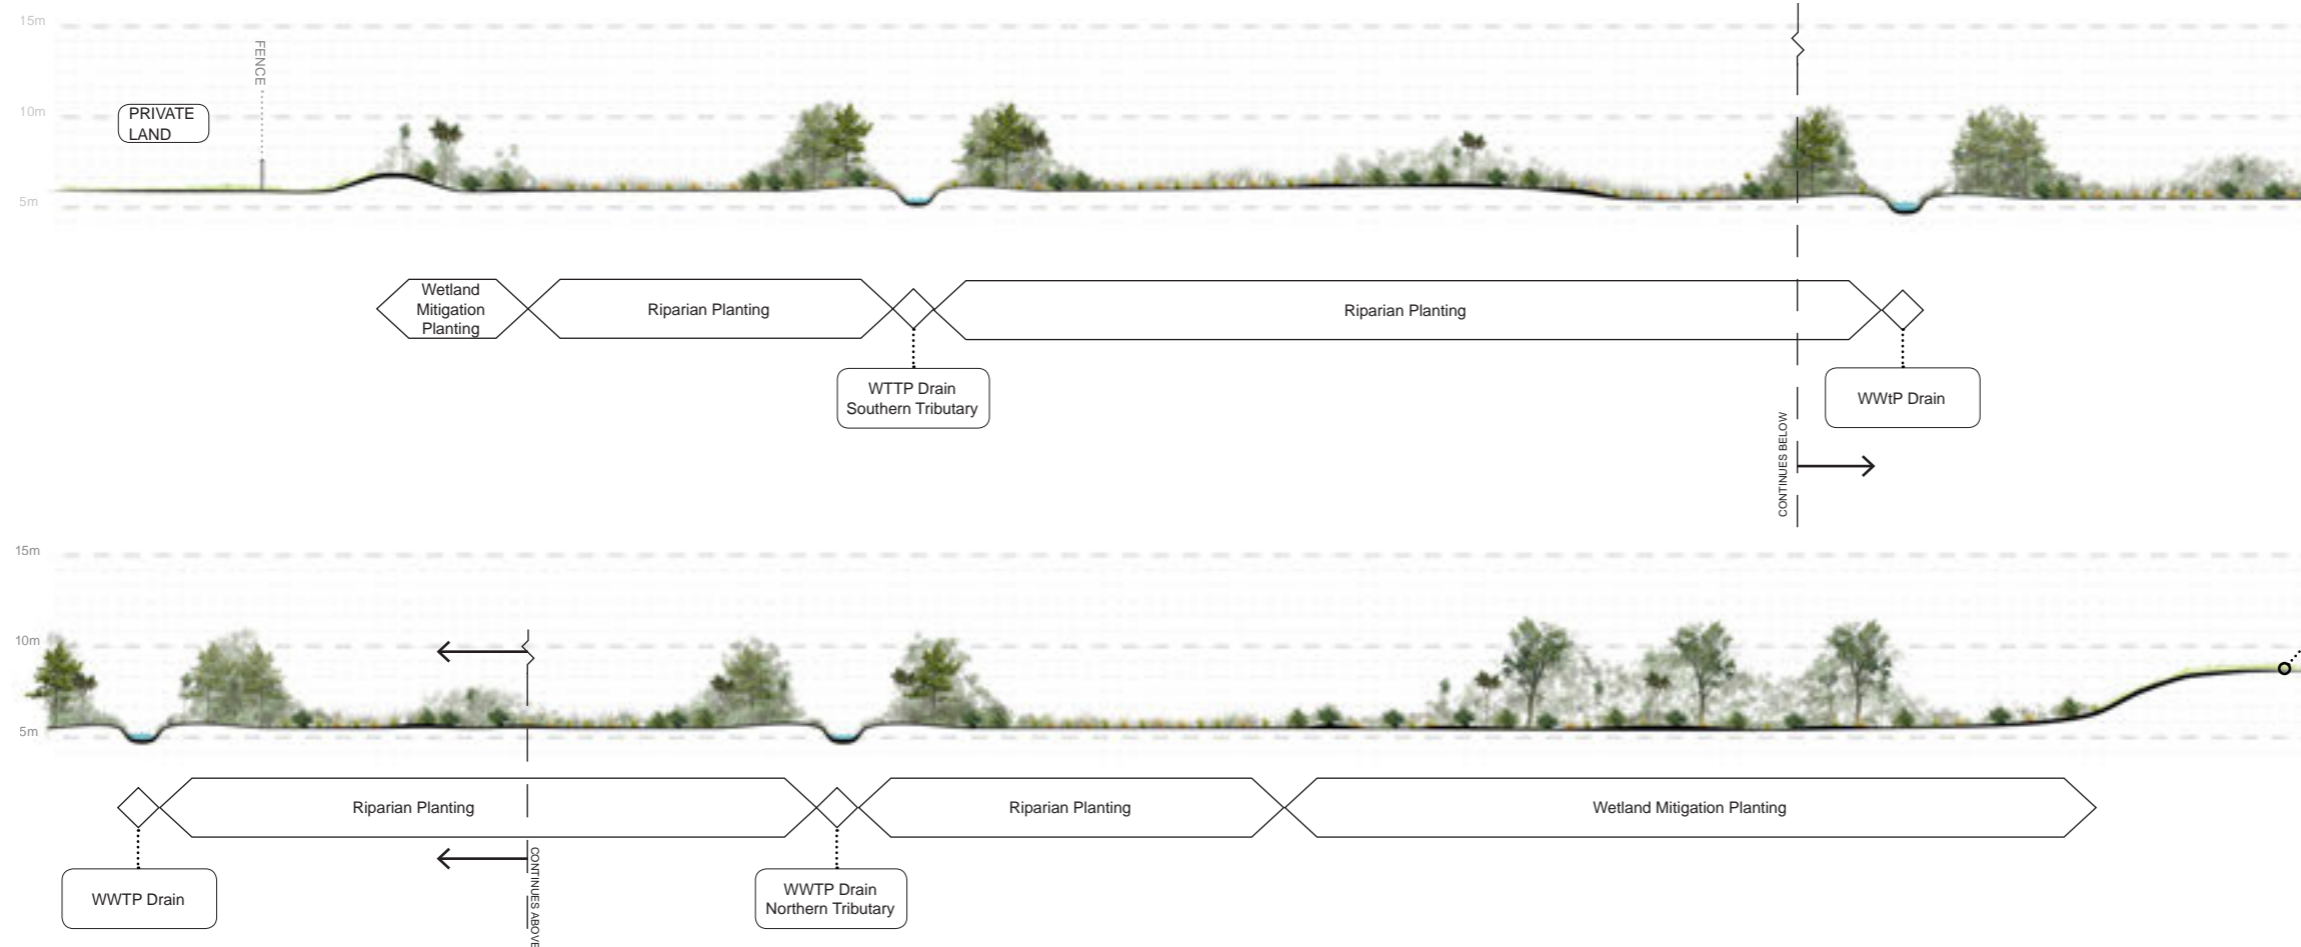 15m
FENCE
10m
PRIVATE
LAND
5m
Wetland
Mitigation
Planting
Riparian Planting
Riparian Planting
WTTP Drain
Southern Tributary
WWtP Drain
CONTINUES BELOW
15m
10m
5m
Riparian Planting
Riparian Planting
Wetland Mitigation Planting
WWTP Drain
CONTINUES ABOVE
WWTP Drain
Northern Tributary